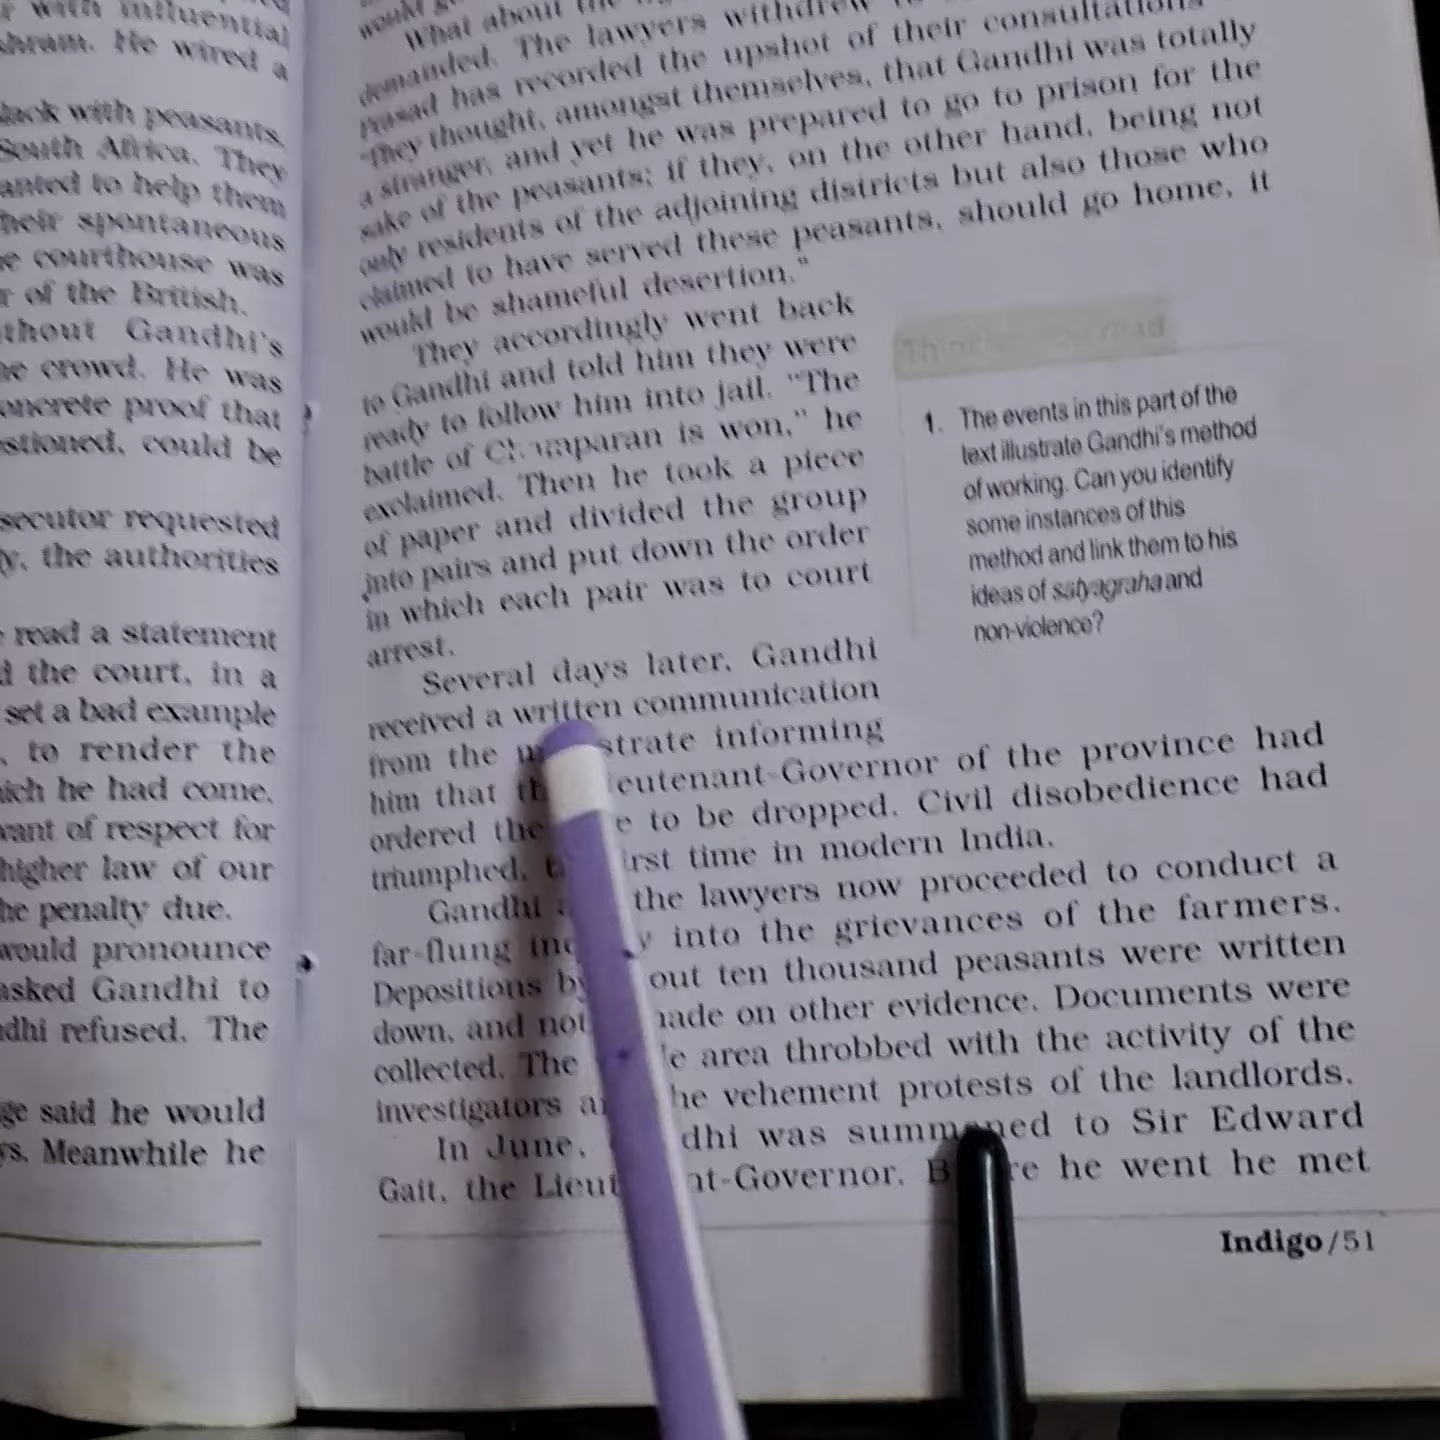 with influential
He wired a
with peasants.
South Africa. They
to help them
spontaneous
courthouse was
r of the British.
Gandhi's
crowd. He was
proof that
could be
requested
the authorities
read a statement
the court, in a
set a bad example
, to render the
he had come.
of respect for
higher law of our
penalty due.
would pronounce
asked Gandhi to
refused. The
said he would
Meanwhile he
would
What about the
demanded. The lawyers withdrew
Prasad has recorded the upshot of their consultations
"They thought, amongst themselves, that Gandhi was totally
a stranger, and yet he was prepared to go to prison for the
sake of the peasants; if they, on the other hand, being not
only residents of the adjoining districts but also those who
claimed to have served these peasants, should go home, it
would be shameful desertion."
They accordingly went back
to Gandhi and told him they were
ready to follow him into jail. "The
battle of Champaran is won," he
exclaimed. Then he took a piece
of paper and divided the group
into pairs and put down the order
in which each pair was to court
arrest.
Several days later, Gandhi
received a written communication
from the strate informing
him that th ieutenant-Governor of the province had
ordered the e to be dropped. Civil disobedience had
triumphed, irst time in modern India.
Gandhi the lawyers now proceeded to conduct a
far-flung y into the grievances of the farmers.
Depositions by out ten thousand peasants were written
down, and not ade on other evidence. Documents were
collected. The e area throbbed with the activity of the
investigators a he vehement protests of the landlords.
In June, dhi was summoned to Sir Edward
Gait, the Lieut nt-Governor. B re he went he met
1. The events in this part of the
text illustrate Gandhi's method
of working. Can you identify
some instances of this
method and link them to his
ideas of satyagraha and
non-violence?
Indigo/51